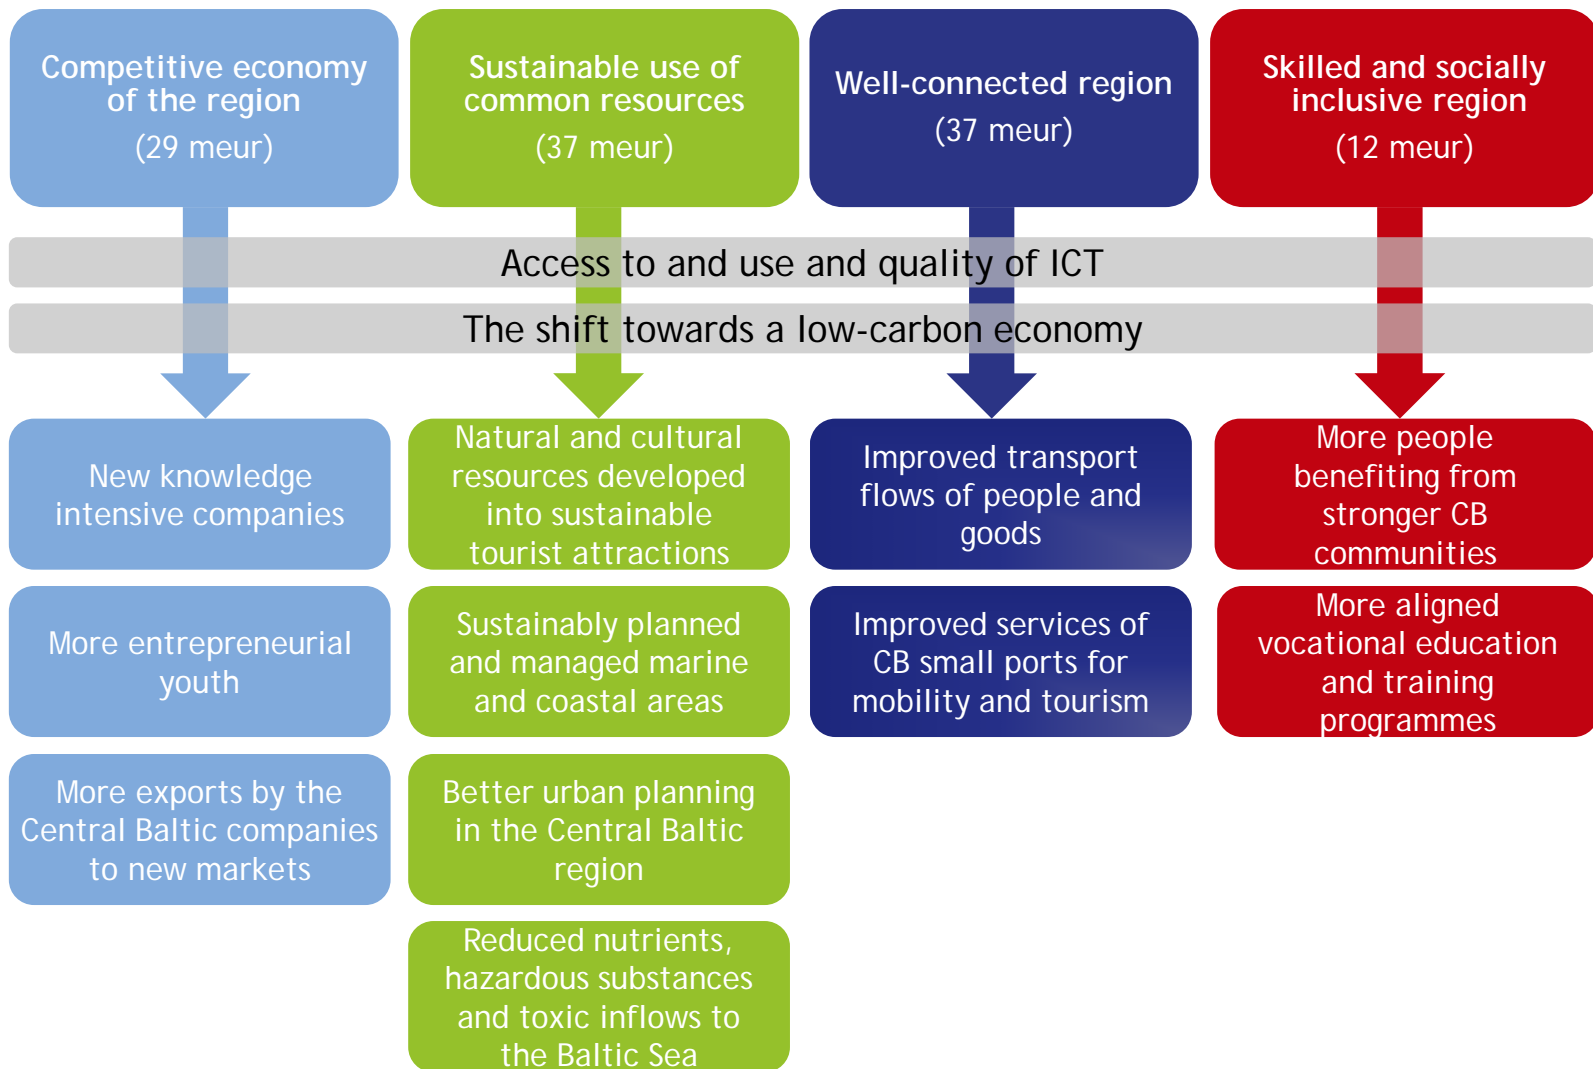 Competitive economy
of the region
(29 meur)
Sustainable use of
common resources
(37 meur)
Well-connected region
(37 meur)
Skilled and socially
inclusive region
(12 meur)
Access to and use and quality of ICT
The shift towards a low-carbon economy
New knowledge
intensive companies
More entrepreneurial
youth
More exports by the
Central Baltic companies
to new markets
Natural and cultural
resources developed
into sustainable
tourist attractions
Sustainably planned
and managed marine
and coastal areas
Better urban planning
in the Central Baltic
region
Reduced nutrients,
hazardous substances
and toxic inflows to
the Baltic Sea
Improved transport
flows of people and
goods
Improved services of
CB small ports for
mobility and tourism
More people
benefiting from
stronger CB
communities
More aligned
vocational education
and training
programmes